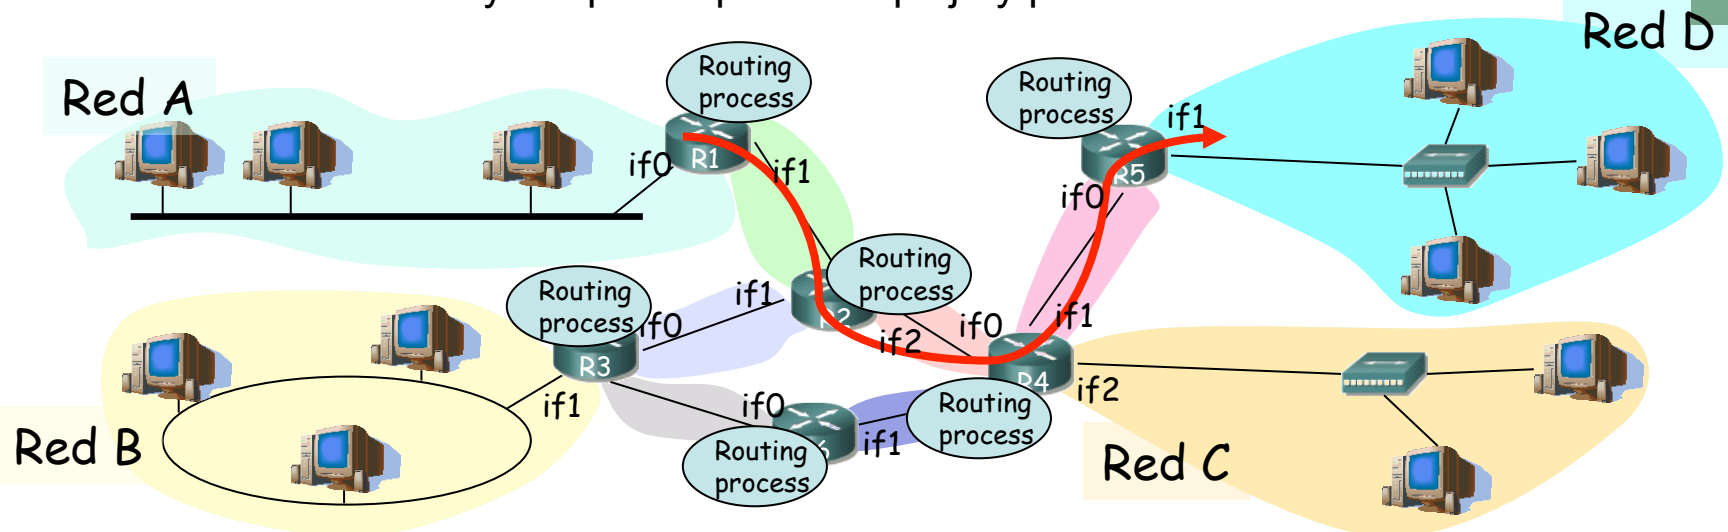 Red D
Red A
Routing
process
Routing
process
if1
if0
R1
if1
R5
if0
Routing
process
Routing
process
if1
if0
R2
if0
if1
if2
R3
R4
if2
if1
if0
Routing
process
if1
Routing
process
Red B
Red C